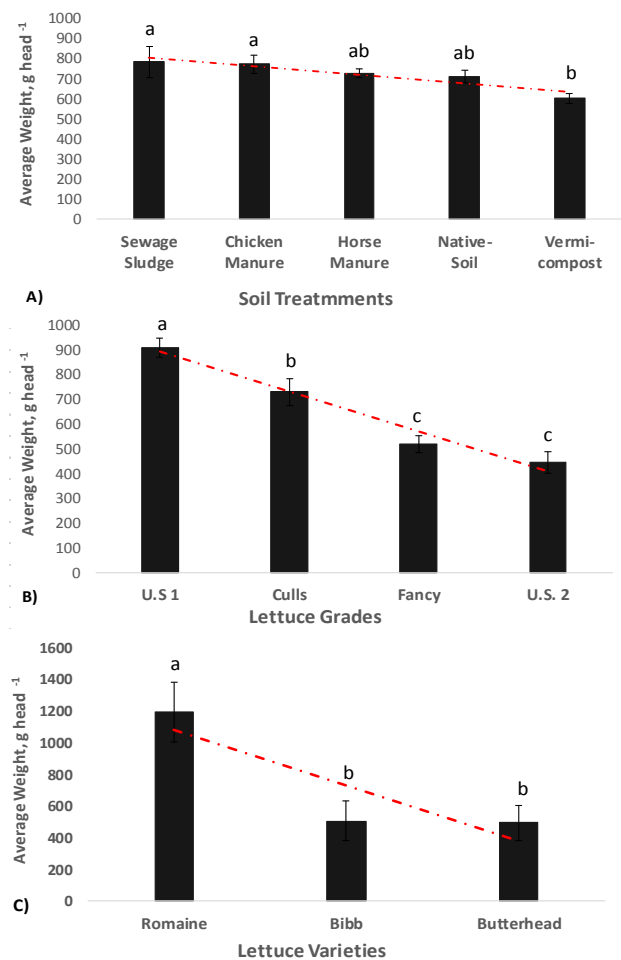 Average Weight, g head -1
1000
900
800
700
600
500
400
300
200
100
0
a a ab ab b
Sewage Sludge Chicken Manure Horse Manure Native-Soil Vermi-compost
A)
Soil Treatmments
Average Weight, g head -1
1000
900
800
700
600
500
400
300
200
100
0
a b c c
U.S 1 Culls Fancy U.S. 2
B)
Lettuce Grades
Average Weight, g head -1
1600
1400
1200
1000
800
600
400
200
0
a b b
Romaine Bibb Butterhead
C)
Lettuce Varieties